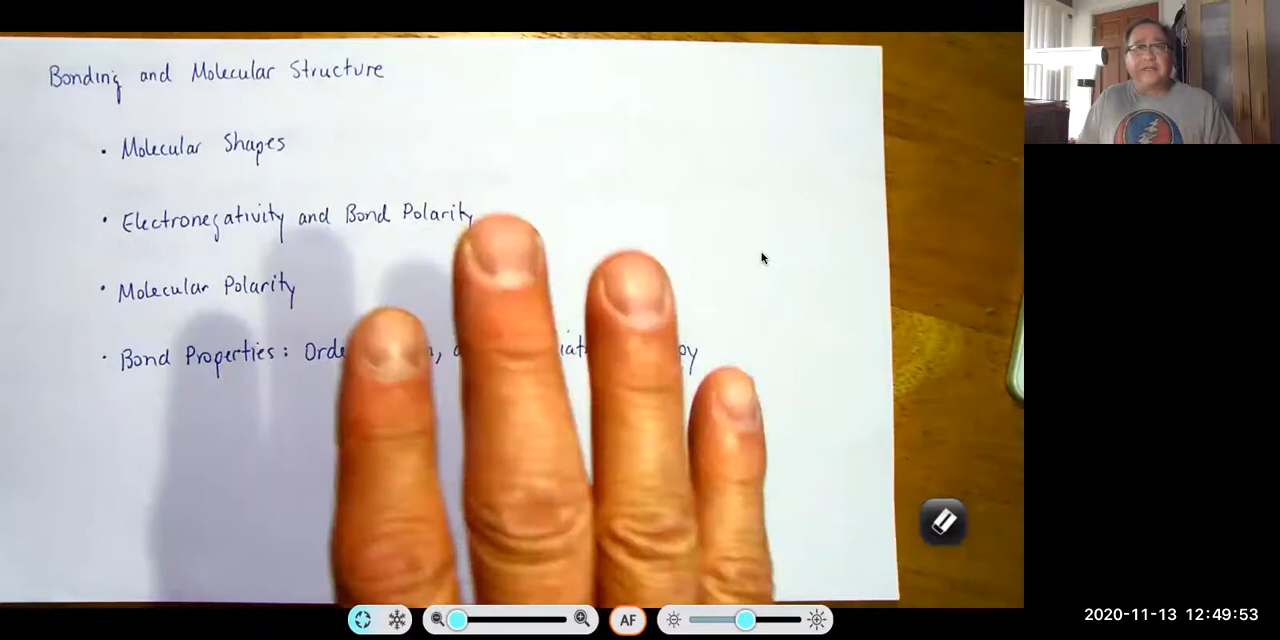 Bonding and Molecular Structure
· Molecular Shapes
· Electronegativity and Bond Polarity
· Molecular Polarity
· Bond Properties:
AF
2020-11-13 12:49:53